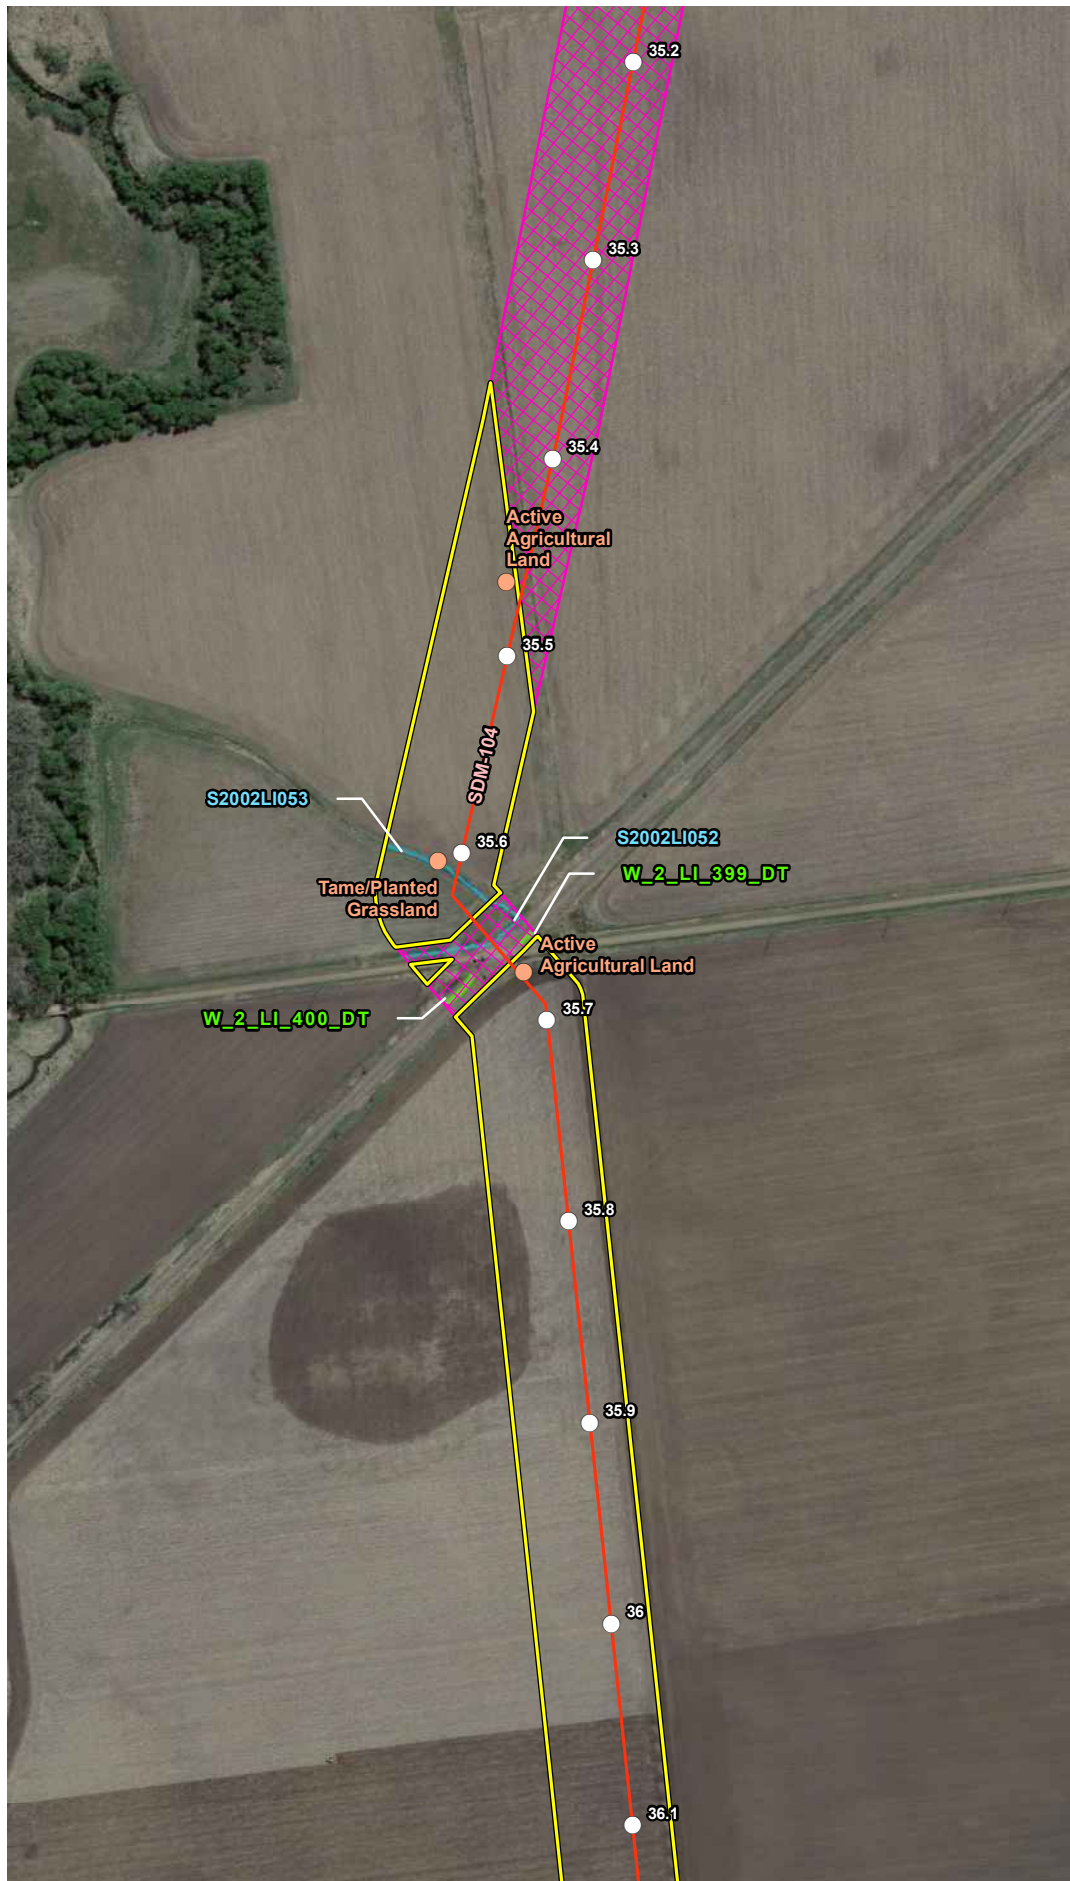 35.2
35.3
35.4
Active
Agricultural
Land
35.5
SDM-104
S2002LI053
35.6
S2002LI052
W_2_LI_399_DT
Tame/Planted
Grassland
Active
Agricultural Land
35.7
W_2_LI_400_DT
35.8
35.9
36
36.1